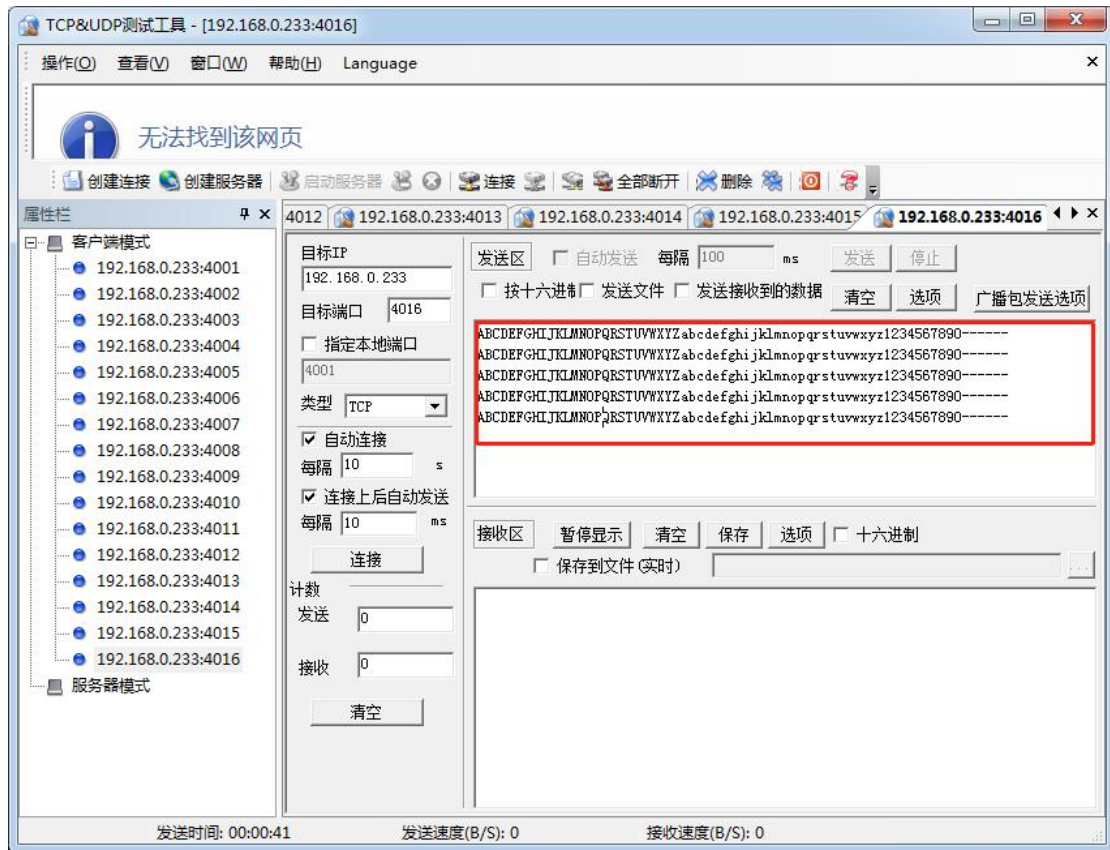 TCP&UDP测试工具 - [192.168.0.233:4016]
操作(O) 查看(V) 窗口(W) 帮助(H) Language
无法找到该网页
创建连接 创建服务器 启动服务器 连接 全部断开 删除
属性栏
4012 192.168.0.233:4013 192.168.0.233:4014 192.168.0.233:4015 192.168.0.233:4016
客户端模式
192.168.0.233:4001
192.168.0.233:4002
192.168.0.233:4003
192.168.0.233:4004
192.168.0.233:4005
192.168.0.233:4006
192.168.0.233:4007
192.168.0.233:4008
192.168.0.233:4009
192.168.0.233:4010
192.168.0.233:4011
192.168.0.233:4012
192.168.0.233:4013
192.168.0.233:4014
192.168.0.233:4015
192.168.0.233:4016
服务器模式
目标IP
192.168.0.233
目标端口 4016
指定本地端口
4001
类型 TCP
自动连接
每隔 10 s
连接上后自动发送
每隔 10 ms
连接
计数
发送 0
接收 0
清空
发送区 自动发送 每隔 100 ms 发送 停止
按十六进制 发送文件 发送接收到的数据 清空 选项 广播包发送选项
ABCDEFGHIJTKLMNOPQRSTUVWXYZabcdefghijklmnopqrstuvwxyz1234567890------
ABCDEFGHIJTKLMNOPQRSTUVWXYZabcdefghijklmnopqrstuvwxyz1234567890------
ABCDEFGHIJTKLMNOPQRSTUVWXYZabcdefghijklmnopqrstuvwxyz1234567890------
ABCDEFGHIJTKLMNOPQRSTUVWXYZabcdefghijklmnopqrstuvwxyz1234567890------
ABCDEFGHIJTKLMNOPQRSTUVWXYZabcdefghijklmnopqrstuvwxyz1234567890------
接收区 暂停显示 清空 保存 选项 十六进制
保存到文件(实时) ...
发送时间: 00:00:41 发送速度(B/S): 0 接收速度(B/S): 0